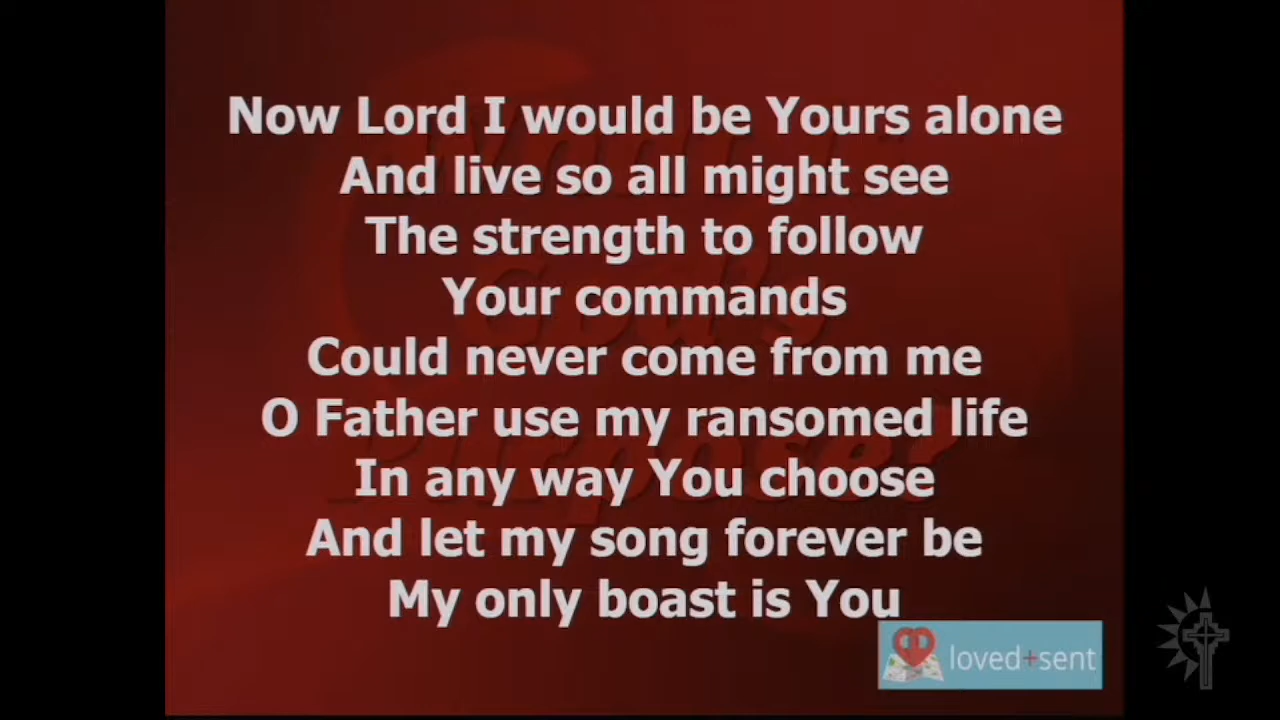 Now Lord I would be Yours alone
And live so all might see
The strength to follow
Your commands
Could never come from me
O Father use my ransomed life
In any way You choose
And let my song forever be
My only boast is You
loved+sent